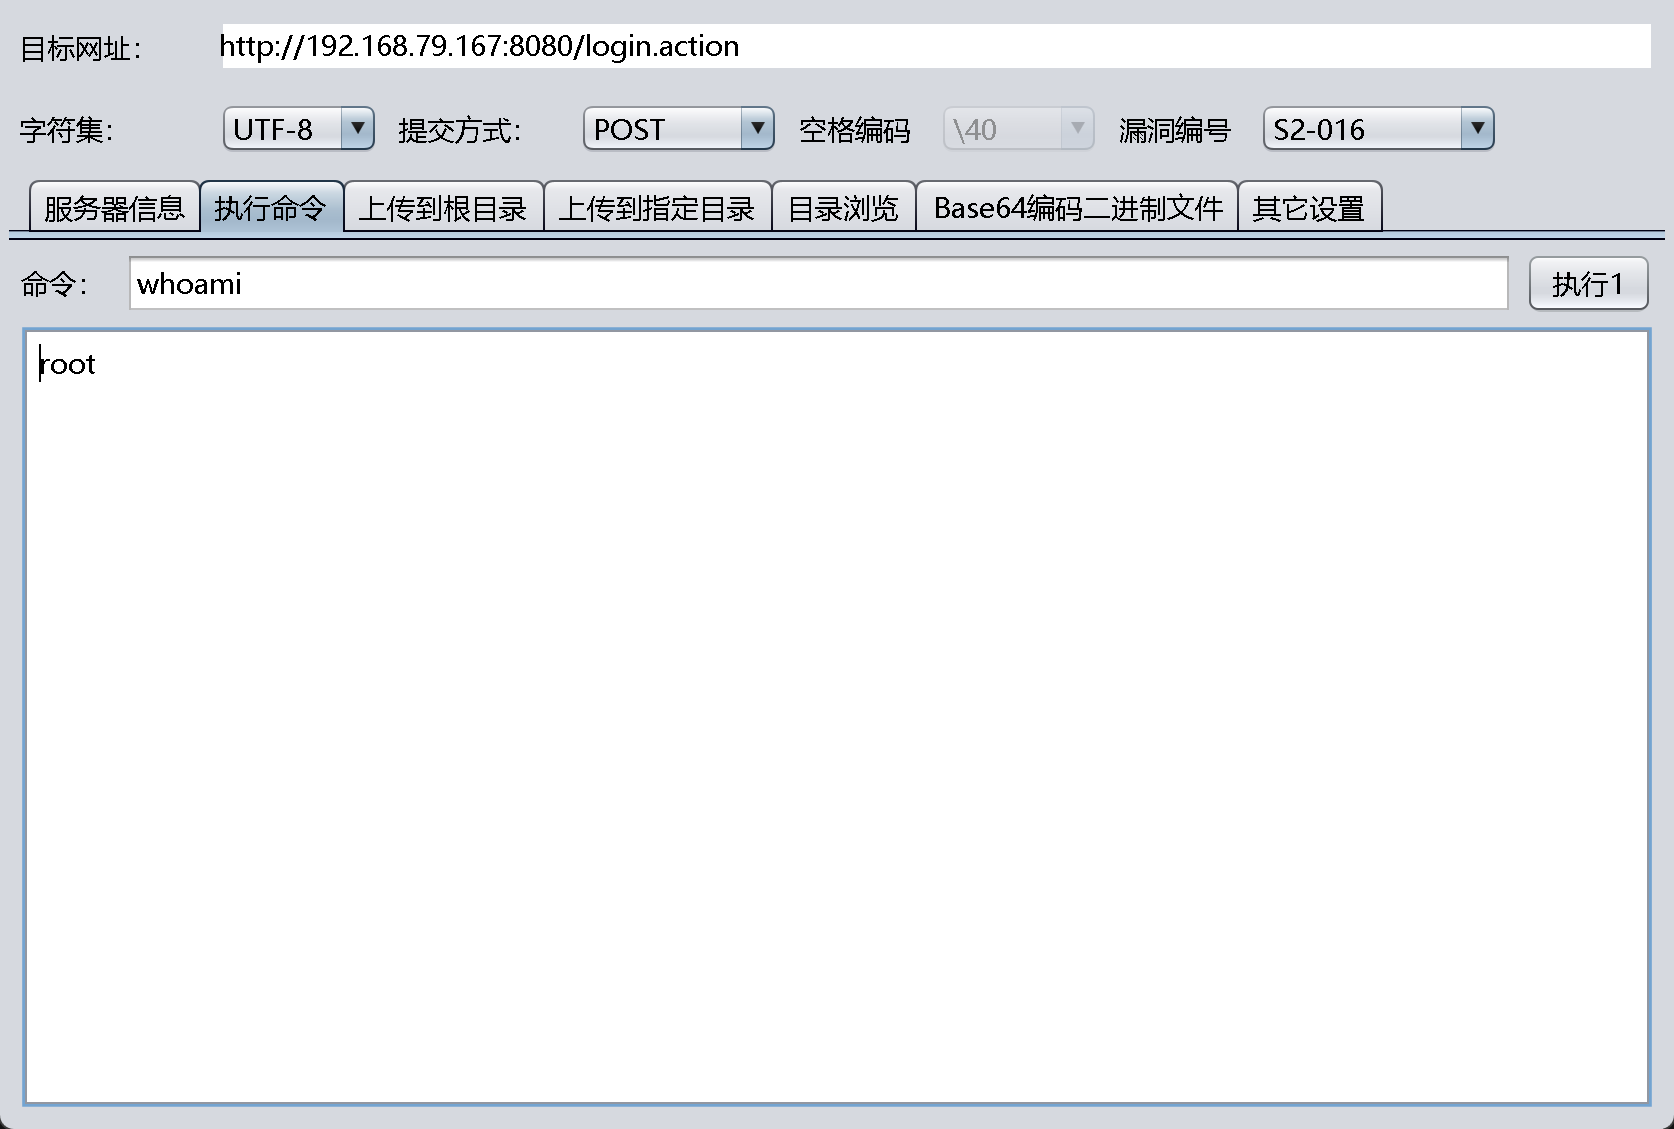 目标网址： http://192.168.79.167:8080/login.action
字符集： UTF-8 提交方式： POST 空格编码 \40 漏洞编号 S2-016
服务器信息 执行命令 上传到根目录 上传到指定目录 目录浏览 Base64编码二进制文件 其它设置
命令： whoami 执行1
root